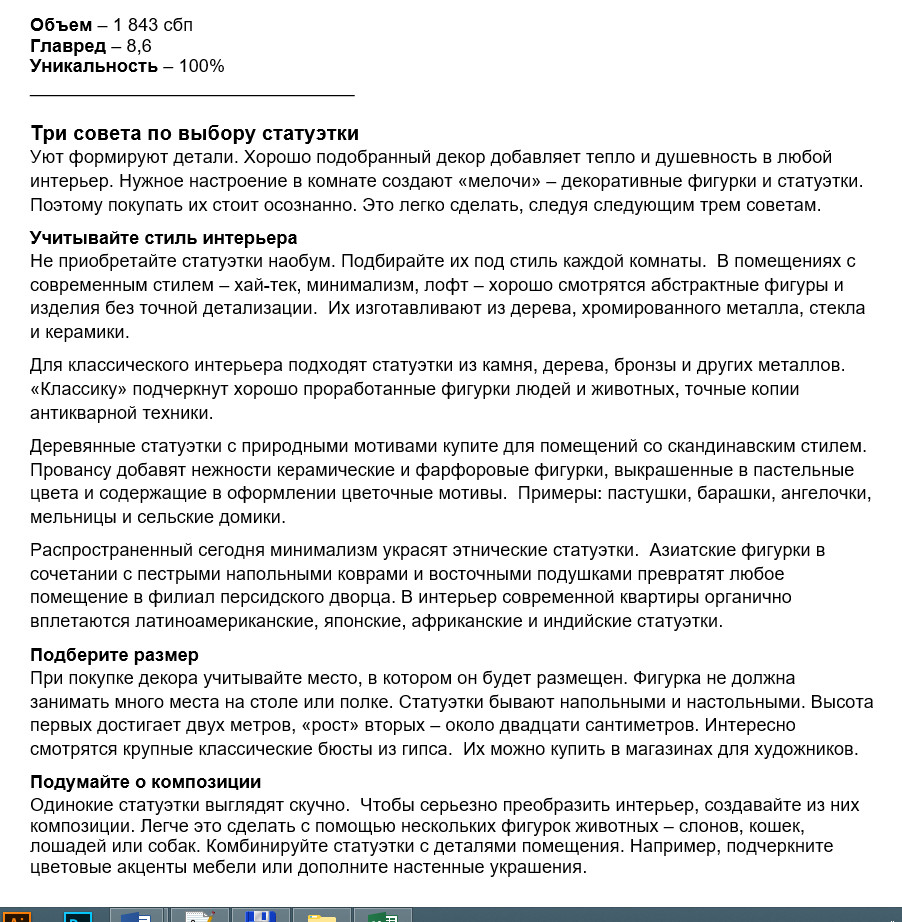 Объем – 1 843 сбп
Главред – 8,6
Уникальность – 100%
Три совета по выбору статуэтки
Уют формируют детали. Хорошо подобранный декор добавляет тепло и душевность в любой
интерьер. Нужное настроение в комнате создают «мелочи» – декоративные фигурки и статуэтки.
Поэтому покупать их стоит осознанно. Это легко сделать, следуя следующим трем советам.
Учитывайте стиль интерьера
Не приобретайте статуэтки наобум. Подбирайте их под стиль каждой комнаты.  В помещениях с
современным стилем – хай-тек, минимализм, лофт – хорошо смотрятся абстрактные фигуры и
изделия без точной детализации.  Их изготавливают из дерева, хромированного металла, стекла
и керамики.
Для классического интерьера подходят статуэтки из камня, дерева, бронзы и других металлов.
«Классику» подчеркнут хорошо проработанные фигурки людей и животных, точные копии
антикварной техники.
Деревянные статуэтки с природными мотивами купите для помещений со скандинавским стилем.
Провансу добавят нежности керамические и фарфоровые фигурки, выкрашенные в пастельные
цвета и содержащие в оформлении цветочные мотивы.  Примеры: пастушки, барашки, ангелочки,
мельницы и сельские домики.
Распространенный сегодня минимализм украсят этнические статуэтки.  Азиатские фигурки в
сочетании с пестрыми напольными коврами и восточными подушками превратят любое
помещение в филиал персидского дворца. В интерьер современной квартиры органично
вплетаются латиноамериканские, японские, африканские и индийские статуэтки.
Подберите размер
При покупке декора учитывайте место, в котором он будет размещен. Фигурка не должна
занимать много места на столе или полке. Статуэтки бывают напольными и настольными. Высота
первых достигает двух метров, «рост» вторых – около двадцати сантиметров. Интересно
смотрятся крупные классические бюсты из гипса.  Их можно купить в магазинах для художников.
Подумайте о композиции
Одинокие статуэтки выглядят скучно.  Чтобы серьезно преобразить интерьер, создавайте из них
композиции. Легче это сделать с помощью нескольких фигурок животных – слонов, кошек,
лошадей или собак. Комбинируйте статуэтки с деталями помещения. Например, подчеркните
цветовые акценты мебели или дополните настенные украшения.